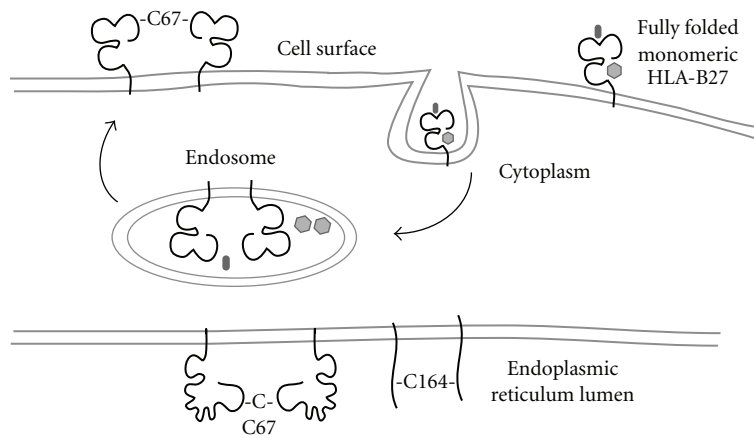 -C67-
Cell surface
Fully folded
monomeric
HLA-B27
Endosome
Cytoplasm
-C164-
Endoplasmic
reticulum lumen
-C-
C67